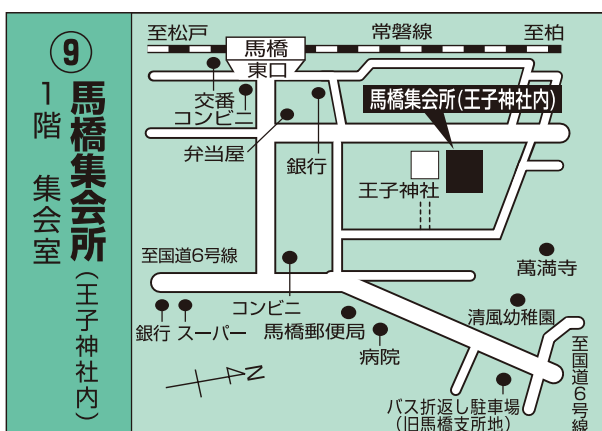 ⑨
馬橋集会所(王子神社内)
1階 集会室
至松戸
常磐線
至柏
馬橋
東口
交番
コンビニ
弁当屋
銀行
馬橋集会所(王子神社内)
王子神社
至国道6号線
コンビニ
銀行
スーパー
馬橋郵便局
病院
萬満寺
清風幼稚園
至国道6号線
バス折返し駐車場
(旧馬橋支所地)
N